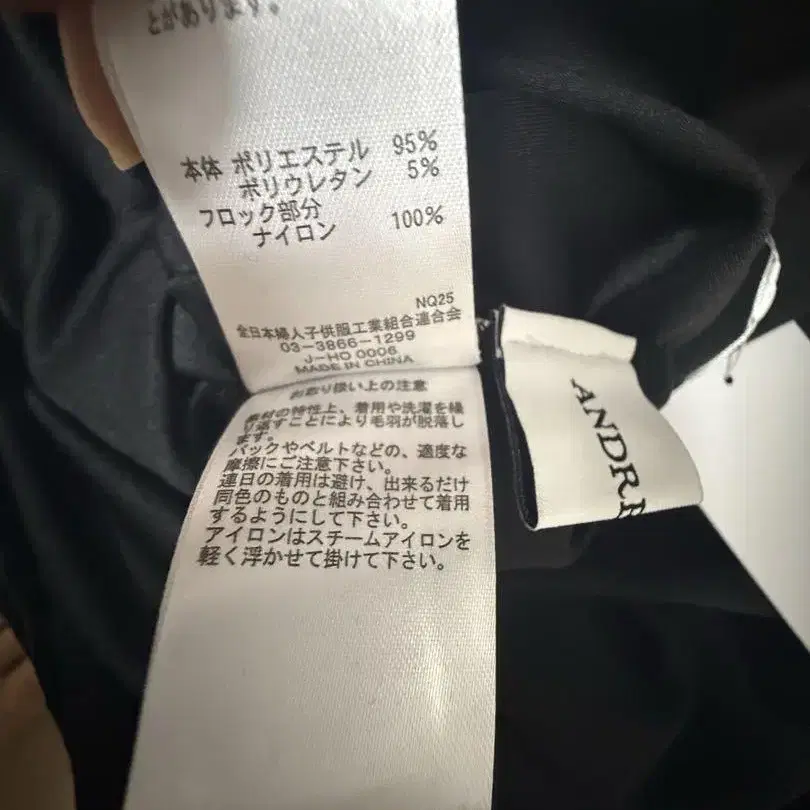 とがあります。
本体 ポリエステル 95%
ポリウレタン 5%
フロック部分
ナイロン 100%
NQ25
全日本婦人子供服工業組合連合会
03-3866-1299
J-HO 0006
MADE IN CHINA
お取り扱い上の注意
素材の特性上、着用や洗濯を繰
り返すことにより毛羽が脱落し
ます。
バックやベルトなどの、過度な
摩擦にご注意下さい。
連日の着用は避け、出来るだけ
同色のものと組み合わせて着用
するようにして下さい。
アイロンはスチームアイロンを
軽く浮かせて掛けて下さい。
ANDRE